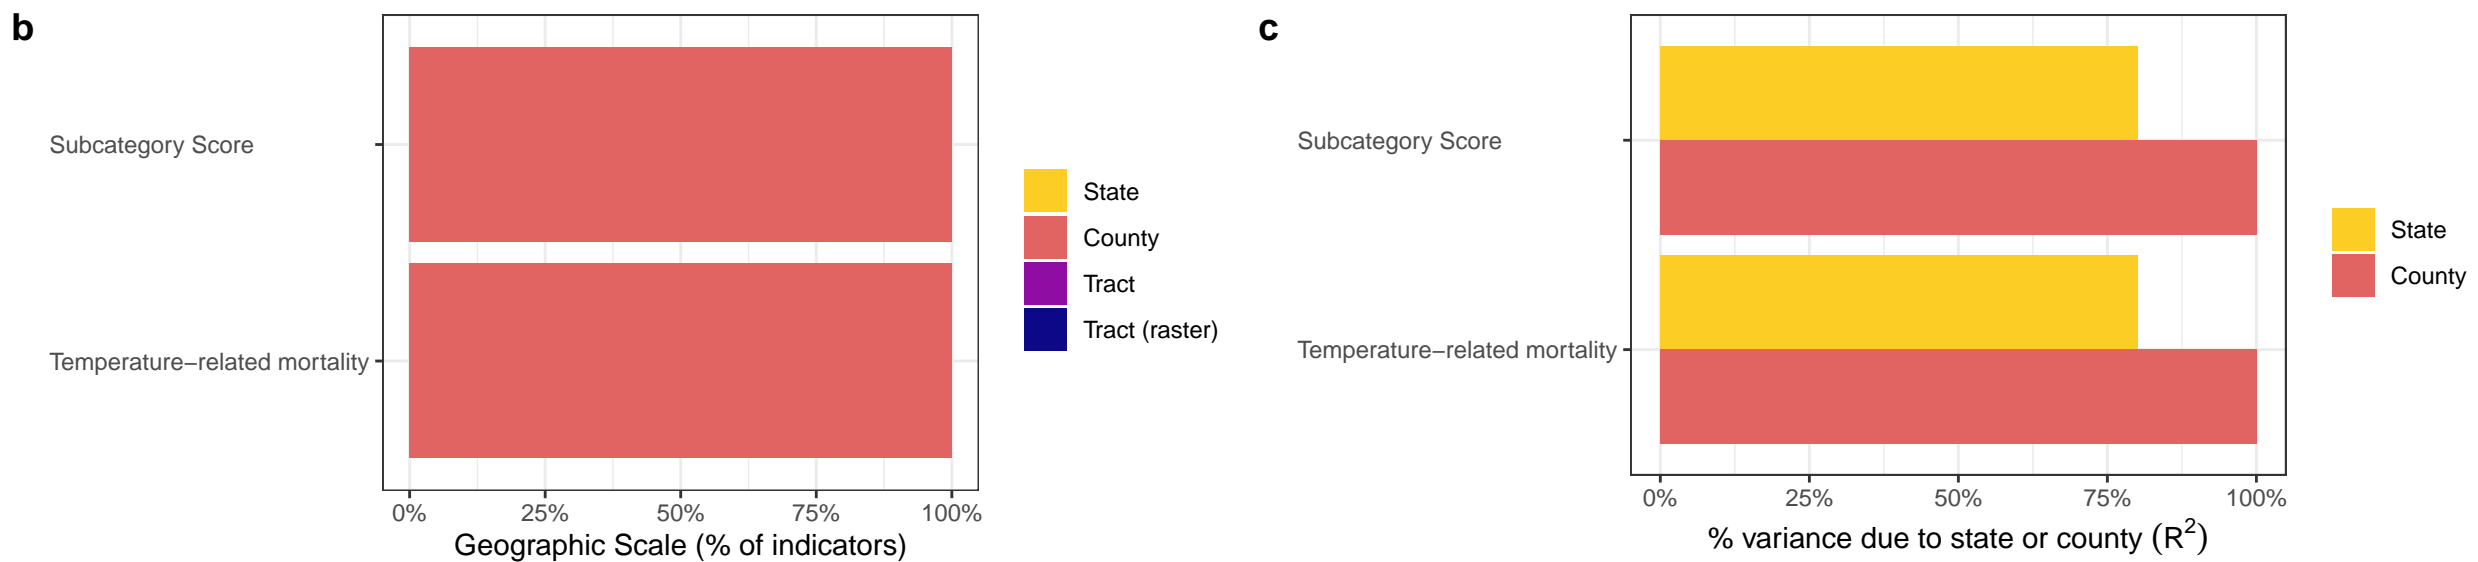 b
Subcategory Score
Temperature−related mortality
0% 25% 50% 75% 100%
Geographic Scale (% of indicators)
State
County
Tract
Tract (raster)
c
Subcategory Score
Temperature−related mortality
0% 25% 50% 75% 100%
% variance due to state or county (R²)
State
County